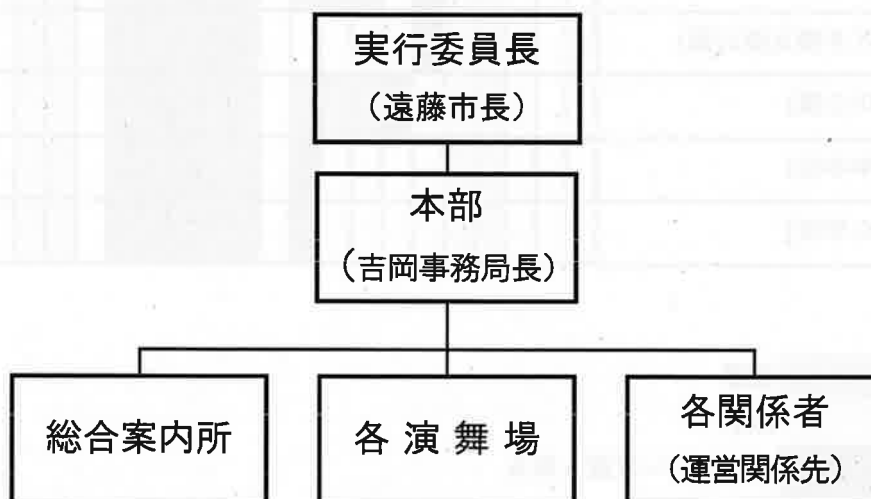 実行委員長
（遠藤市長）
本部
（吉岡事務局長）
総合案内所
各演舞場
各関係者
（運営関係先）